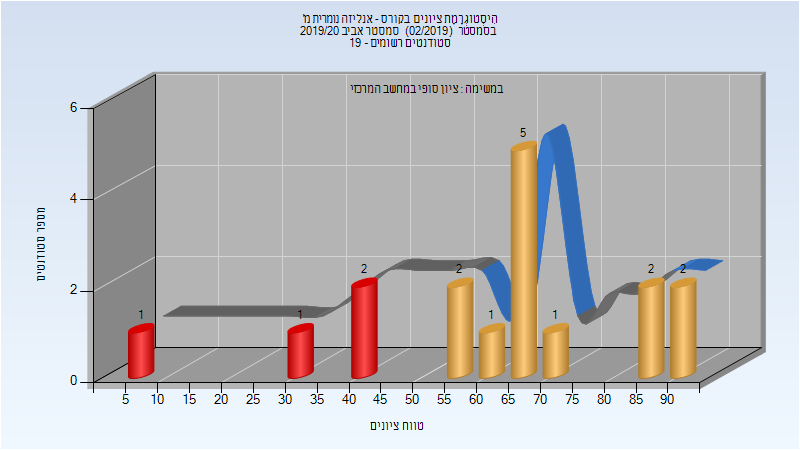 היסטוגרמת ציונים בקורס - אנליזה נומרית מ'
בסמסטר (02/2019) סמסטר אביב 2019/20
סטודנטים רשומים - 19
במשימה : ציון סופי במחשב המרכזי
מספר סטודנטים
6
4
2
0
1
1
2
2
1
5
1
2
2
5 10 15 20 25 30 35 40 45 50 55 60 65 70 75 80 85 90
טווח ציונים